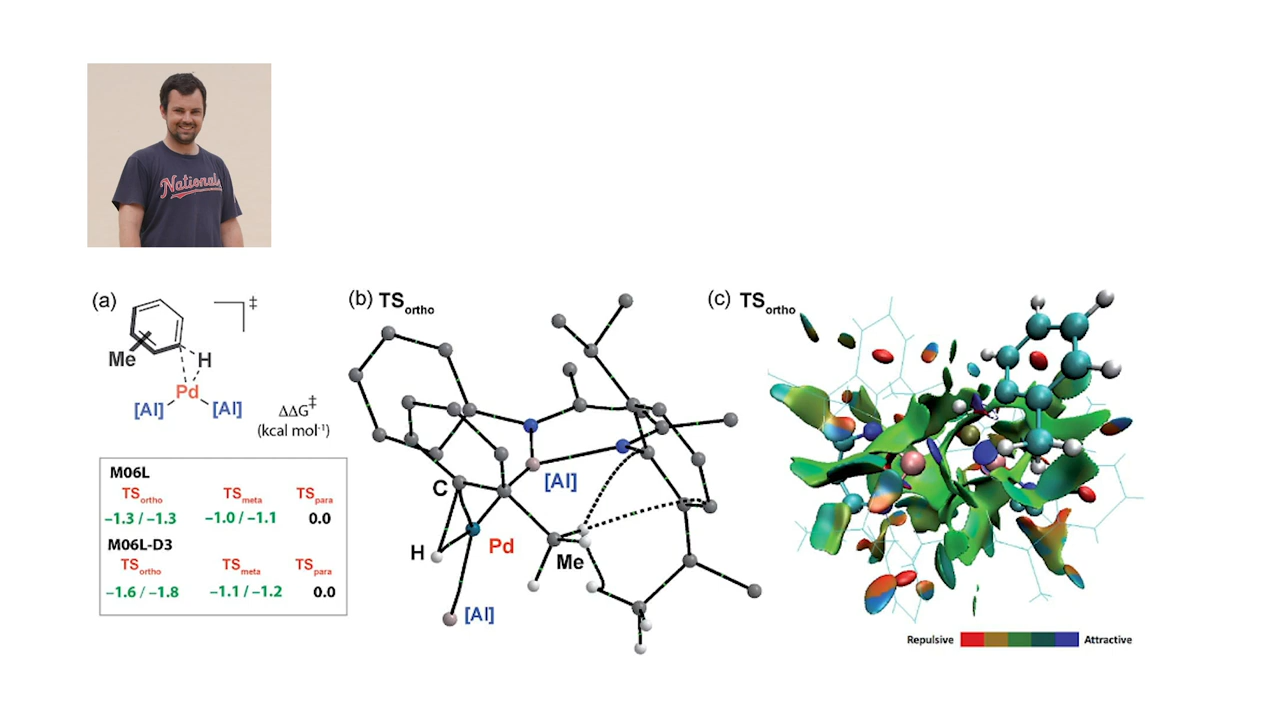 Nationals
(a)
‡
Me
H
Pd
[Al] [Al]
ΔΔG‡
(kcal mol-1)
M06L
TSortho TSmeta TSpara
–1.3 / –1.3 –1.0 / –1.1 0.0
M06L-D3
TSortho TSmeta TSpara
–1.6 / –1.8 –1.1 / –1.2 0.0
(b) TSortho
[Al]
C
H
Pd
Me
[Al]
(c) TSortho
Repulsive Attractive